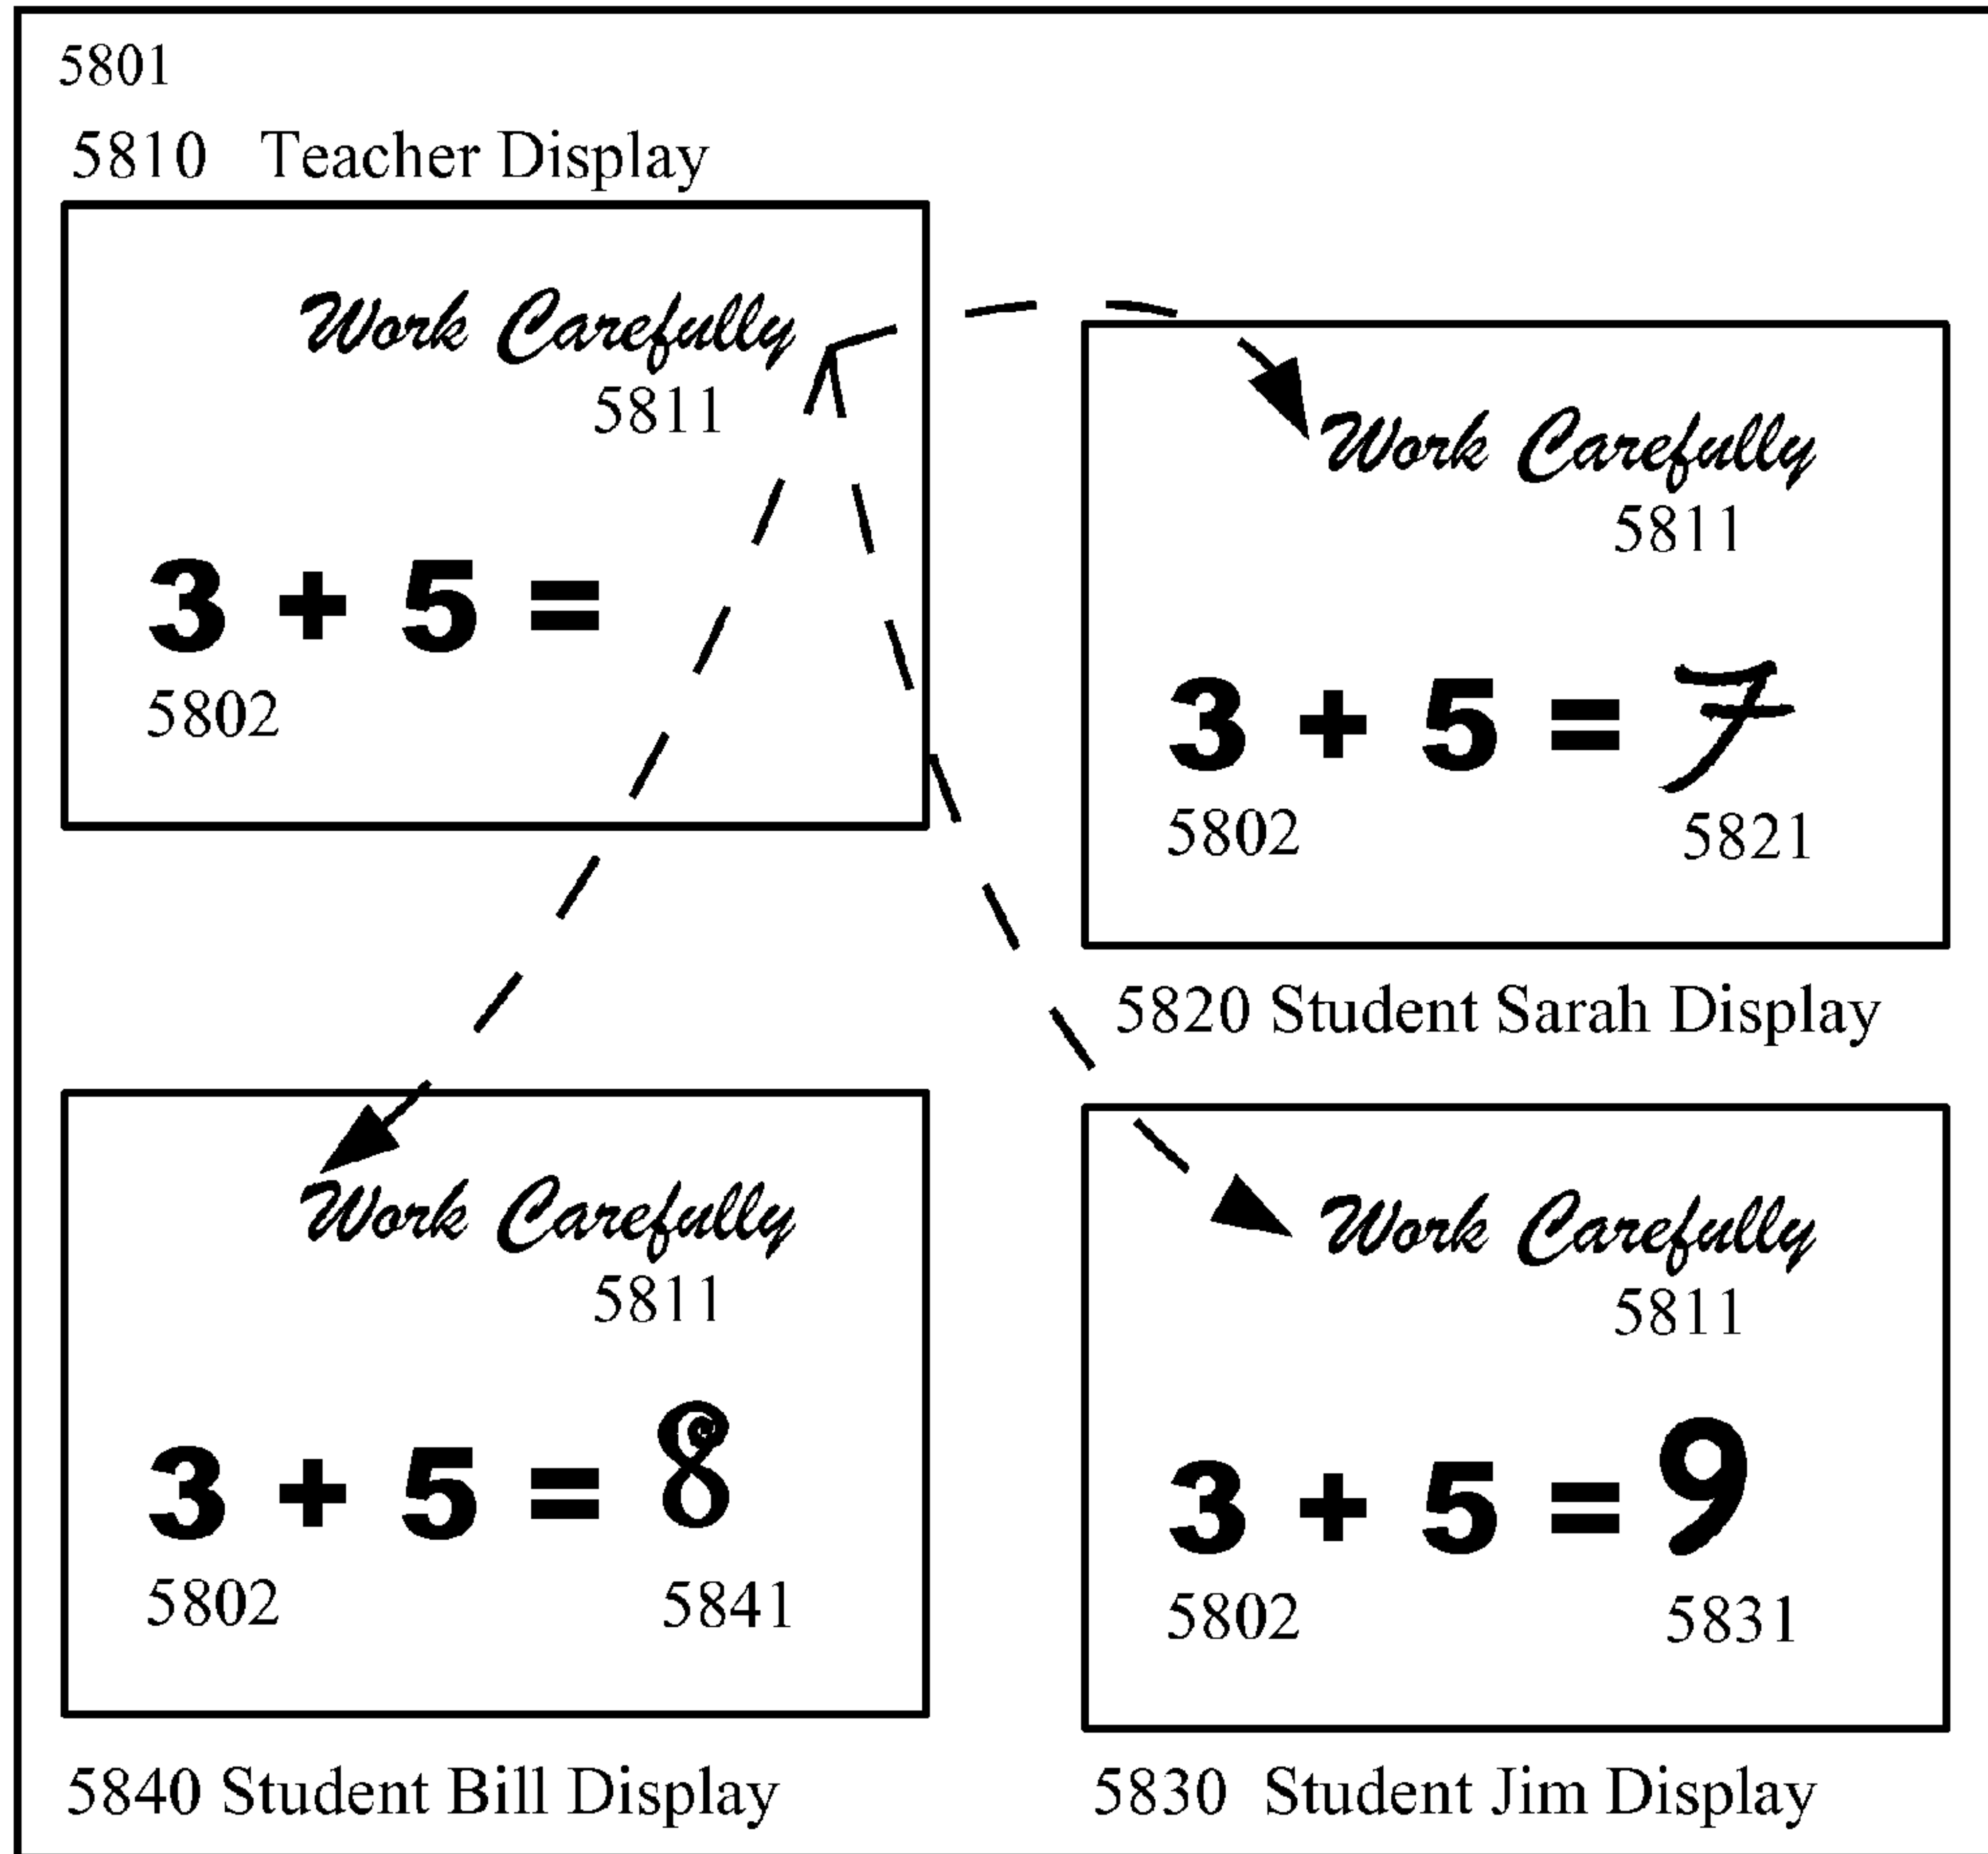 5801
5810 Teacher Display
Work Carefully
5811
3 + 5 =
5802
Work Carefully
5811
3 + 5 = 7
5802 5821
5820 Student Sarah Display
Work Carefully
5811
3 + 5 = 8
5802 5841
5840 Student Bill Display
Work Carefully
5811
3 + 5 = 9
5802 5831
5830 Student Jim Display